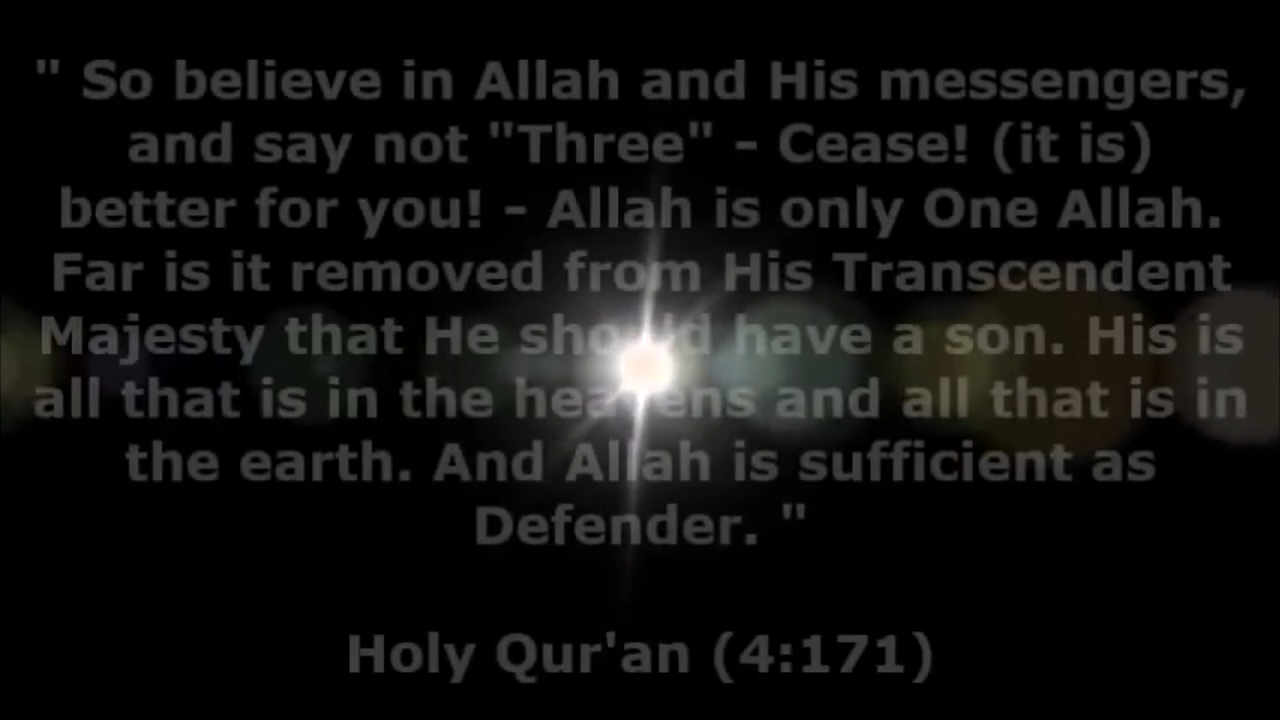 " So believe in Allah and His messengers,
and say not "Three" - Cease! (it is)
better for you! - Allah is only One Allah.
Far is it removed from His Transcendent
Majesty that He should have a son. His is
all that is in the heavens and all that is in
the earth. And Allah is sufficient as
Defender. "
Holy Qur'an (4:171)